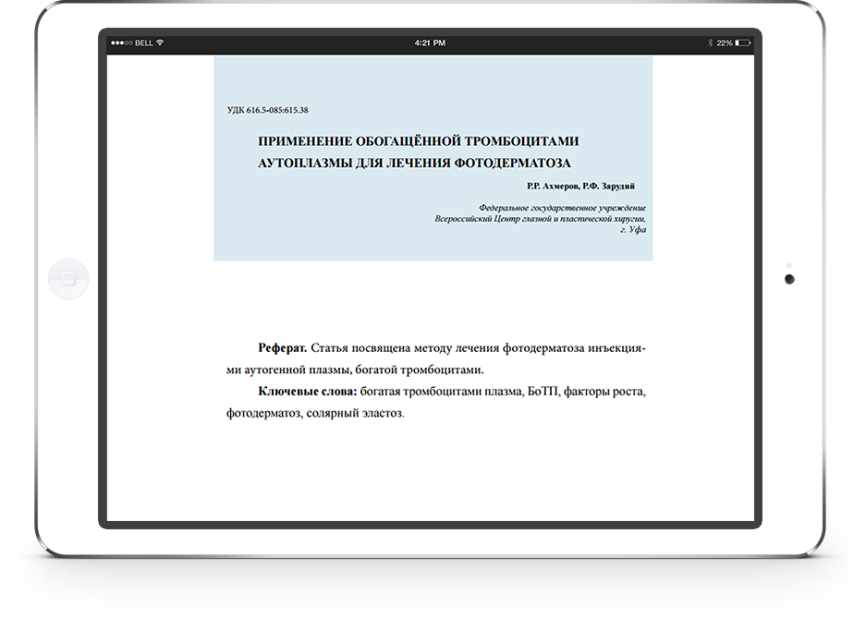 BELL
4:21 PM
22%
УДК 616.5-085:615.38
ПРИМЕНЕНИЕ ОБОГАЩЁННОЙ ТРОМБОЦИТАМИ
АУТОПЛАЗМЫ ДЛЯ ЛЕЧЕНИЯ ФОТОДЕРМАТОЗА
Р.Р. Ахмеров, Р.Ф. Зарудий
Федеральное государственное учреждение
Всероссийский Центр глазной и пластической хиругии,
г. Уфа
Реферат. Статья посвящена методу лечения фотодерматоза инъекция-
ми аутогенной плазмы, богатой тромбоцитами.
Ключевые слова: богатая тромбоцитами плазма, БоТП, факторы роста,
фотодерматоз, солярный эластоз.